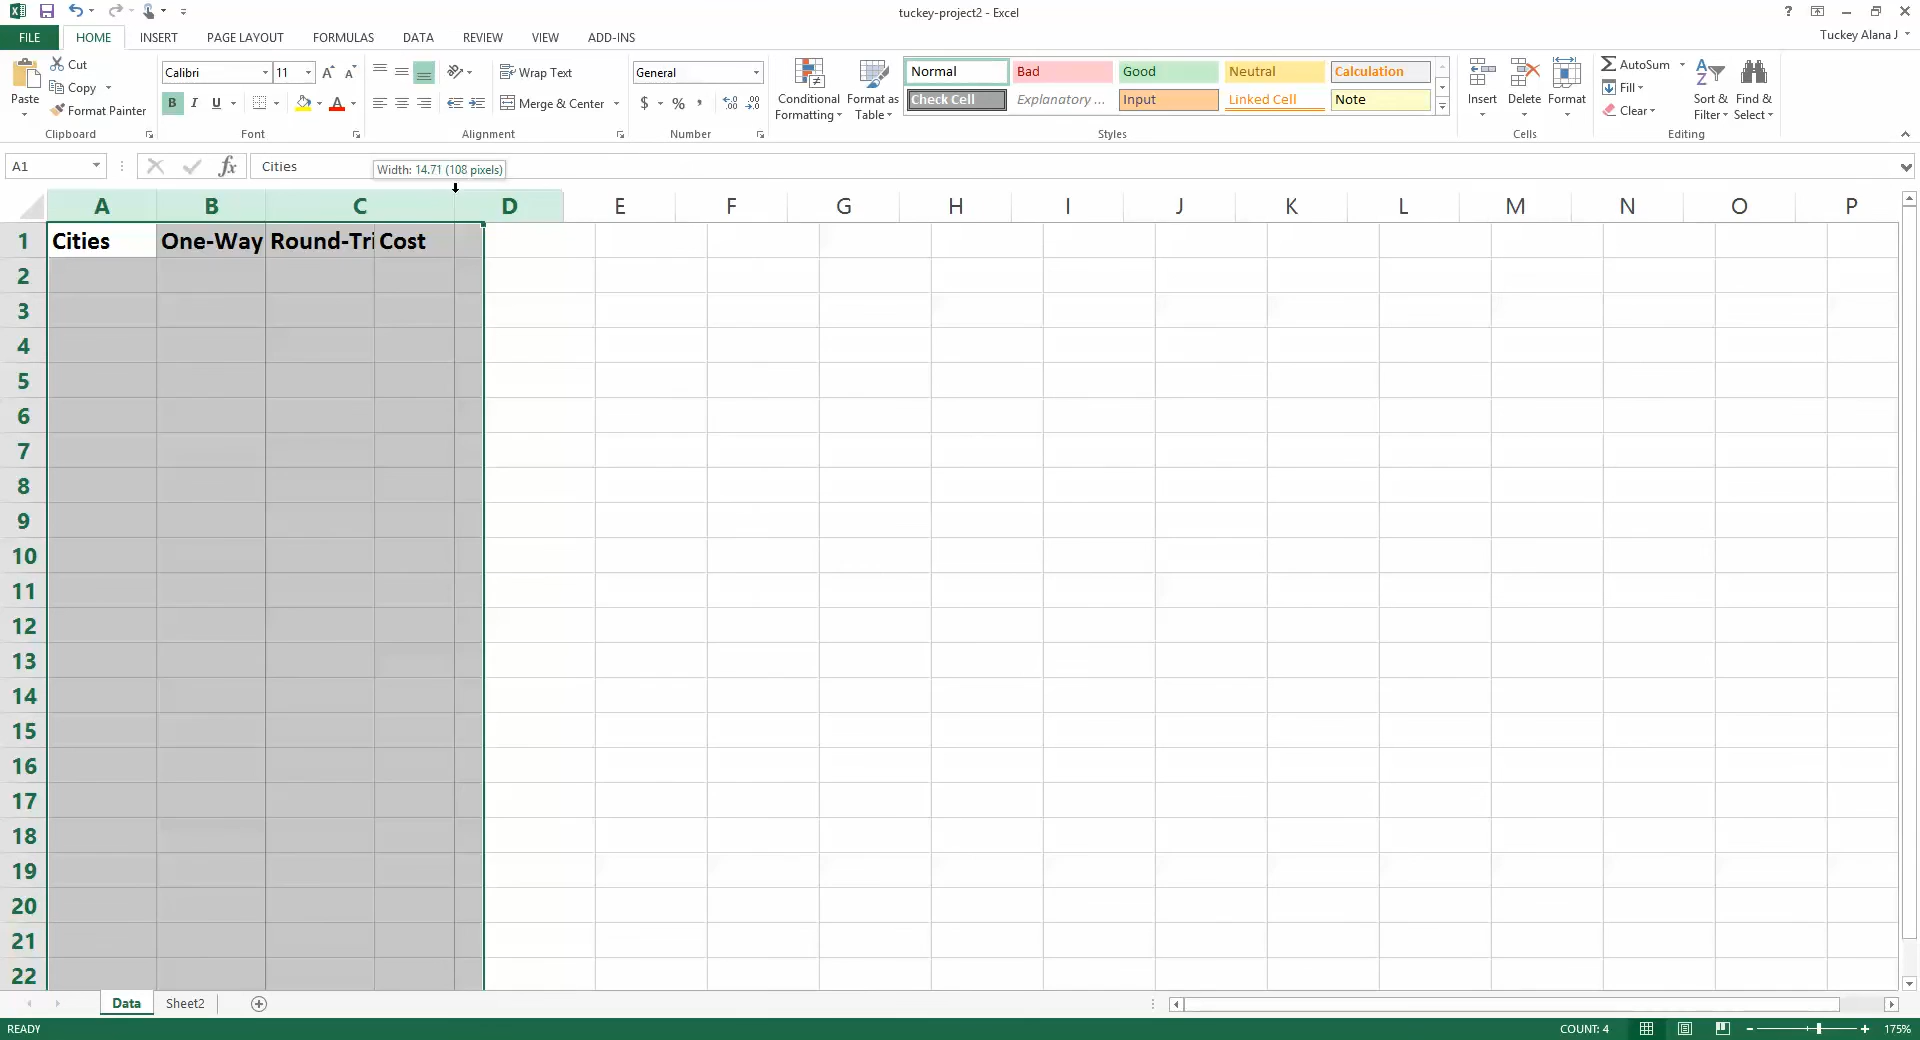 tuckey-project2 - Excel
?
FILE HOME INSERT PAGE LAYOUT FORMULAS DATA REVIEW VIEW ADD-INS Tuckey Alana J
Paste Cut Copy Format Painter Clipboard
Calibri 11 B I U A Font
Wrap Text Merge & Center Alignment
General $ % , Number
Conditional Formatting Format as Table
Normal Bad Good Neutral Calculation
Check Cell Explanatory ... Input Linked Cell Note
Styles
Insert Delete Format Cells
AutoSum Fill Clear Sort & Filter Find & Select Editing
A1 fx Cities
Width: 14.71 (108 pixels)
A B C D E F G H I J K L M N O P
1 Cities One-Way Round-Tri Cost
2
3
4
5
6
7
8
9
10
11
12
13
14
15
16
17
18
19
20
21
22
Data Sheet2
READY COUNT: 4 175%